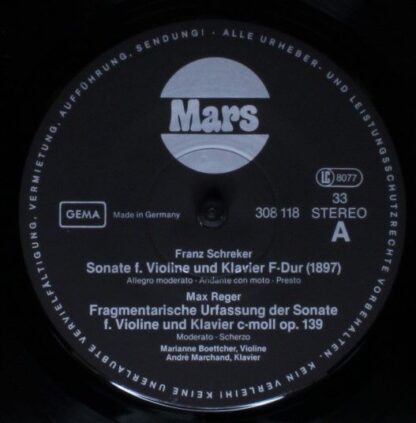 KEIN VERLEIH! KEINE UNERLAUBTE VERVIELFÄLTIGUNG, VERMIETUNG, AUFFÜHRUNG, SENDUNG! - ALLE URHEBER- UND LEISTUNGSSCHUTZRECHTE VORBEHALTEN.
Mars
LC 8077
GEMA
Made in Germany
308 118
33
STEREO
A
Franz Schreker
Sonate f. Violine und Klavier F-Dur (1897)
Allegro moderato - Andante con moto - Presto
Max Reger
Fragmentarische Urfassung der Sonate
f. Violine und Klavier c-moll op. 139
Moderato - Scherzo
Marianne Boettcher, Violine
André Marchand, Klavier